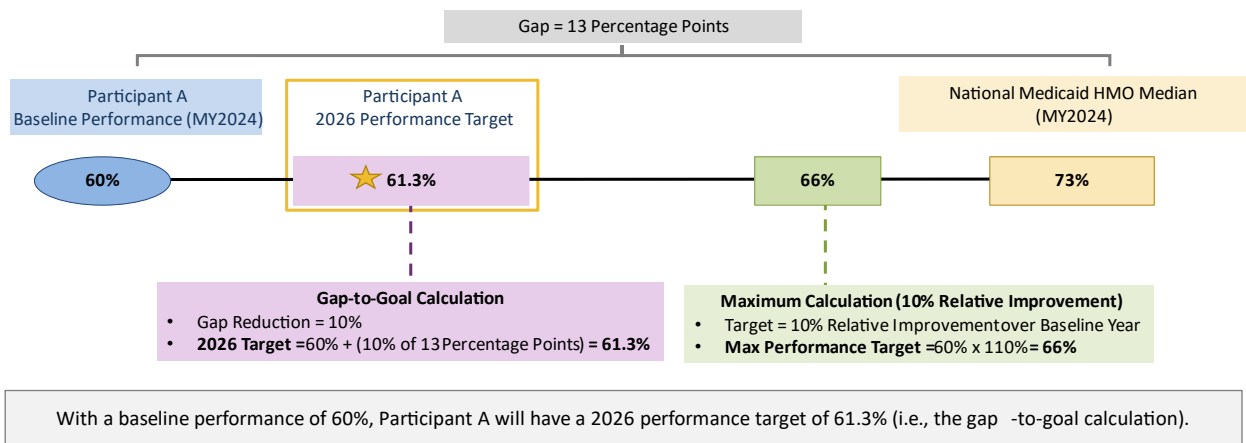 Gap = 13 Percentage Points
Participant A
Baseline Performance (MY2024)
Participant A
2026 Performance Target
National Medicaid HMO Median
(MY2024)
60%
61.3%
66%
73%
Gap-to-Goal Calculation
• Gap Reduction = 10%
• 2026 Target =60% + (10% of 13 Percentage Points) = 61.3%
Maximum Calculation (10% Relative Improvement)
• Target = 10% Relative Improvement over Baseline Year
• Max Performance Target =60% x 110% = 66%
With a baseline performance of 60%, Participant A will have a 2026 performance target of 61.3% (i.e., the gap -to-goal calculation).